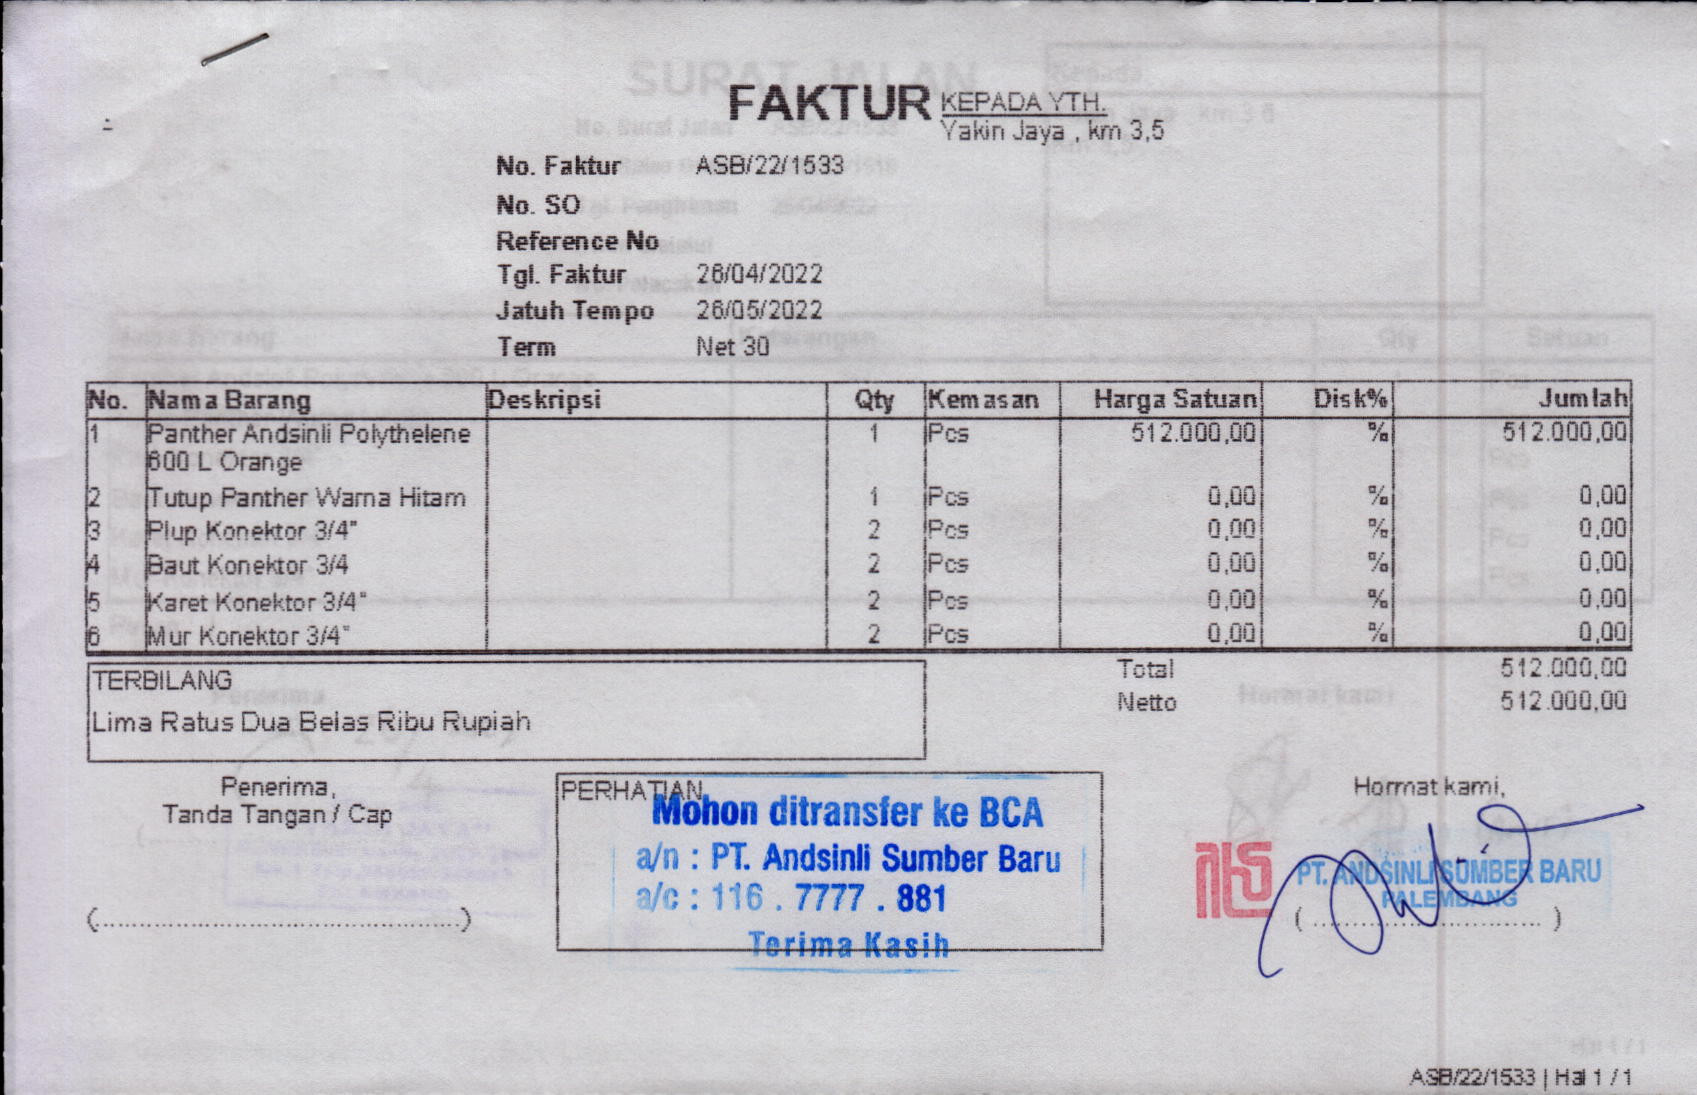 FAKTUR
KEPADA YTH.
Yakin Jaya , km 3,5
No. Faktur ASB/22/1533
No. SO
Reference No
Tgl. Faktur 26/04/2022
Jatuh Tempo 26/05/2022
Term Net 30
No. Nama Barang Deskripsi Qty Kemasan Harga Satuan Disk% Jumlah
1 Panther Andsinli Polythelene 1 Pcs 512.000,00 % 512.000,00
600 L Orange
2 Tutup Panther Warna Hitam 1 Pcs 0,00 % 0,00
3 Plup Konektor 3/4" 2 Pcs 0,00 % 0,00
4 Baut Konektor 3/4 2 Pcs 0,00 % 0,00
5 Karet Konektor 3/4" 2 Pcs 0,00 % 0,00
6 Mur Konektor 3/4" 2 Pcs 0,00 % 0,00
TERBILANG
Lima Ratus Dua Belas Ribu Rupiah
Total 512.000,00
Netto 512.000,00
Penerima,
Tanda Tangan / Cap
(............................................)
PERHATIAN
Mohon ditransfer ke BCA
a/n : PT. Andsinli Sumber Baru
a/c : 116 . 7777 . 881
Terima Kasih
Hormat kami,
PT. ANDSINLI SUMBER BARU
PALEMBANG
( ............................ )
ASB/22/1533 | Hal 1 / 1